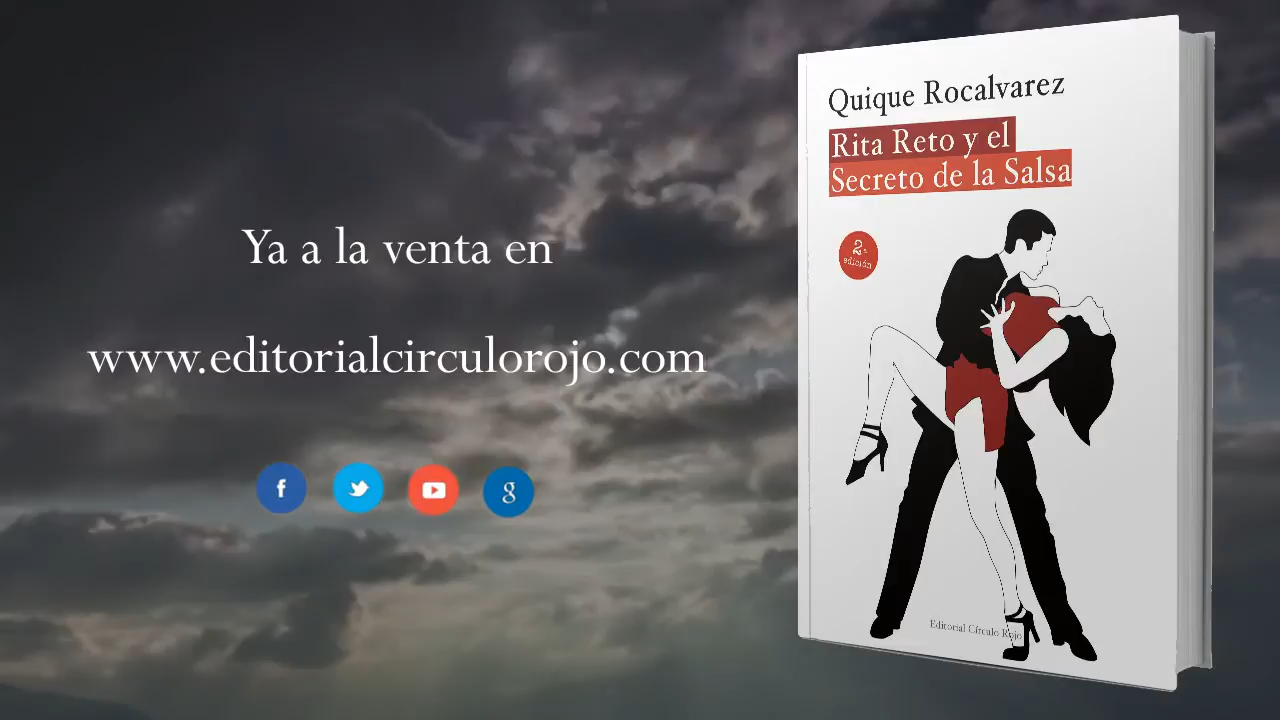 Ya a la venta en
www.editorialcirculorojo.com
f
g
Quique Rocalvarez
Rita Reto y el
Secreto de la Salsa
2ª
edición
Editorial Círculo Rojo